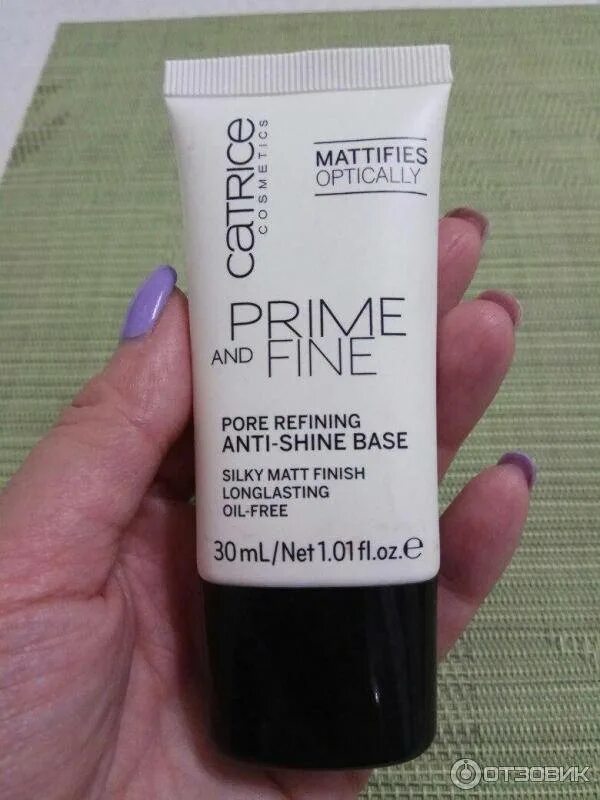 CATRICE
COSMETICS
MATTIFIES
OPTICALLY
PRIME
AND FINE
PORE REFINING
ANTI-SHINE BASE
SILKY MATT FINISH
LONGLASTING
OIL-FREE
30 mL/Net 1.01 fl.oz.℮
ОТЗОВИК